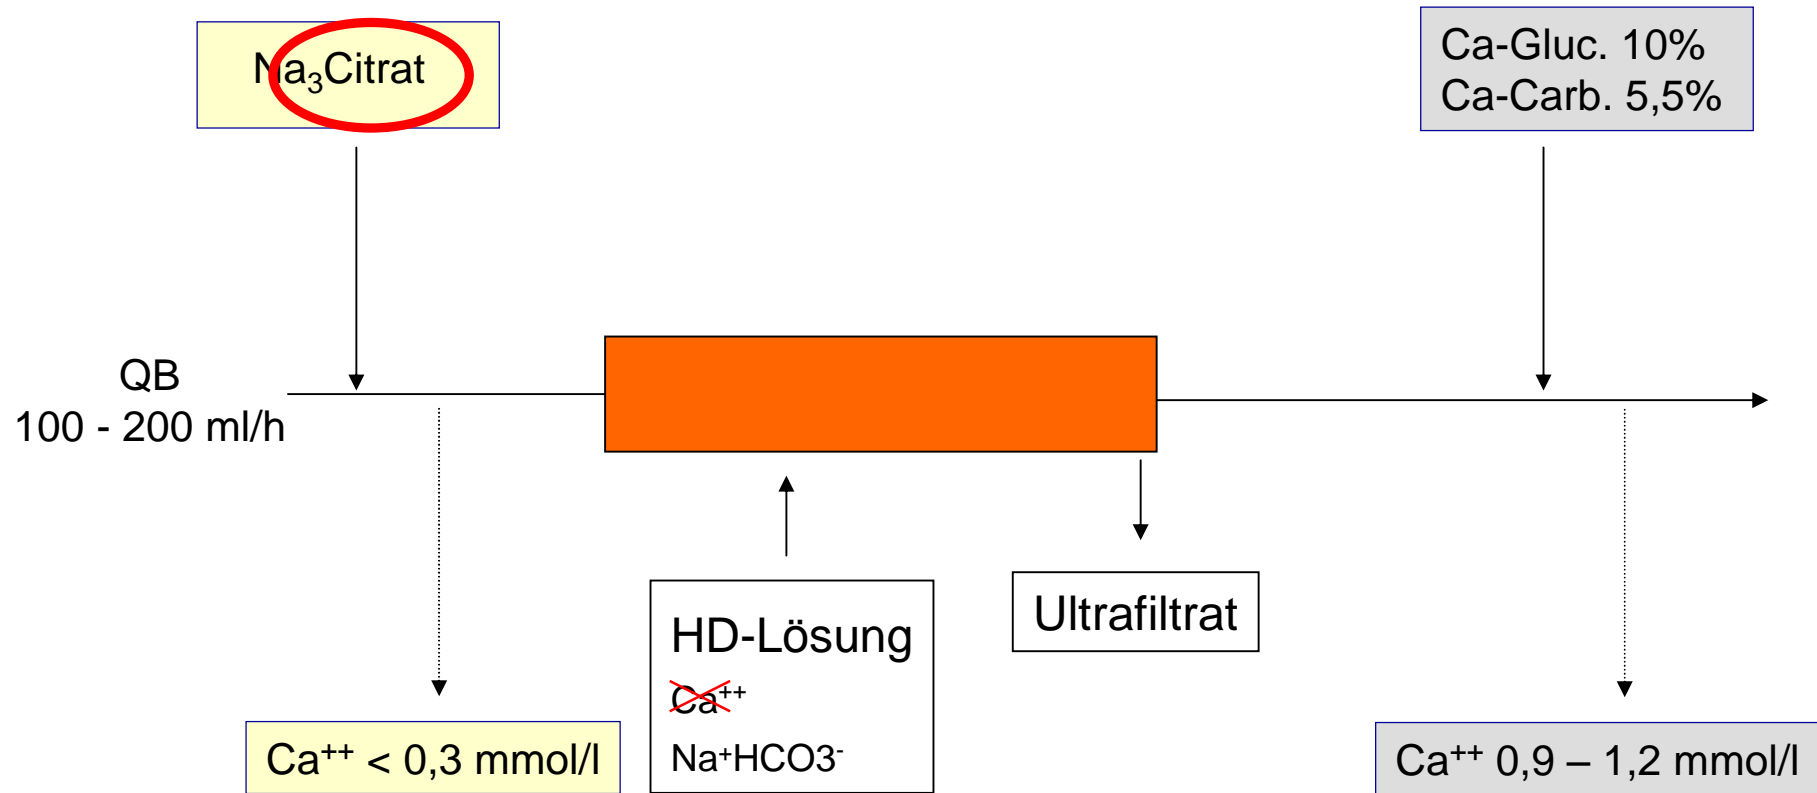 Na₃Citrat
Ca-Gluc. 10%
Ca-Carb. 5,5%
QB
100 - 200 ml/h
HD-Lösung
Ca⁺⁺
Na⁺HCO3⁻
Ultrafiltrat
Ca⁺⁺ < 0,3 mmol/l
Ca⁺⁺ 0,9 – 1,2 mmol/l